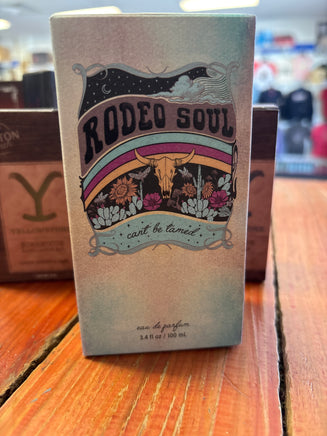 RODEO SOUL
can't be tamed
eau de parfum
3.4 fl oz / 100 mL
Y
YELLOWSTONE